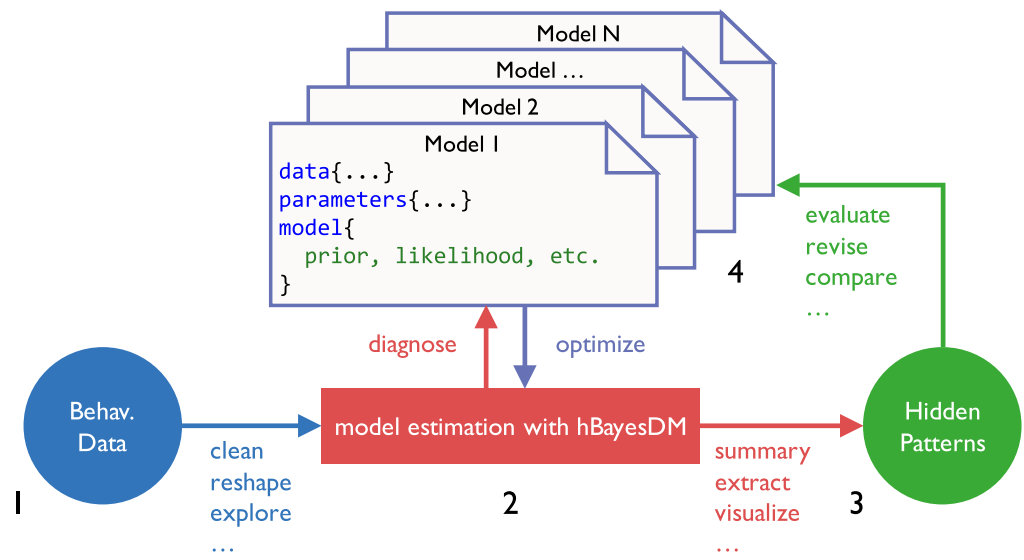 Model N
Model ...
Model 2
Model 1
data{...}
parameters{...}
model{
prior, likelihood, etc.
}
evaluate
revise
compare
...
4
diagnose
optimize
Behav.
Data
model estimation with hBayesDM
Hidden
Patterns
clean
reshape
explore
...
summary
extract
visualize
...
1
2
3